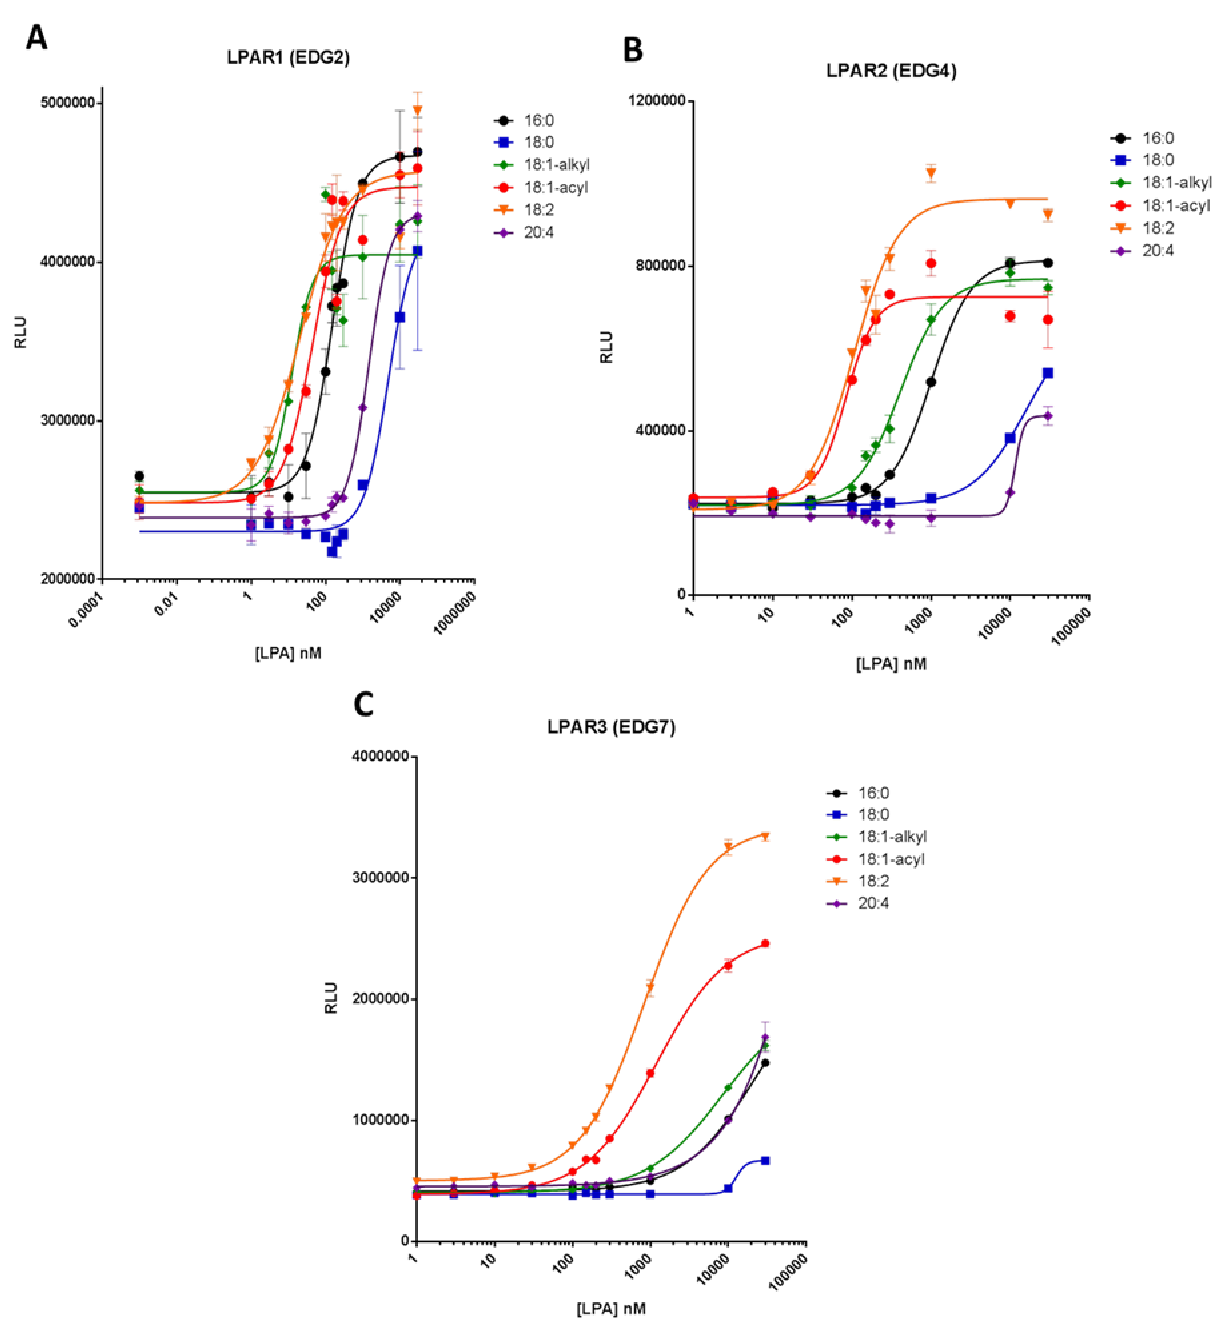 A
LPAR1 (EDG2)
5000000
4000000
3000000
2000000
RLU
0.0001
0.01
1
100
10000
1000000
[LPA] nM
16:0
18:0
18:1-alkyl
18:1-acyl
18:2
20:4
B
LPAR2 (EDG4)
1200000
800000
400000
0
RLU
1
10
100
1000
10000
100000
[LPA] nM
16:0
18:0
18:1-alkyl
18:1-acyl
18:2
20:4
C
LPAR3 (EDG7)
4000000
3000000
2000000
1000000
0
RLU
1
10
100
1000
10000
100000
[LPA] nM
16:0
18:0
18:1-alkyl
18:1-acyl
18:2
20:4